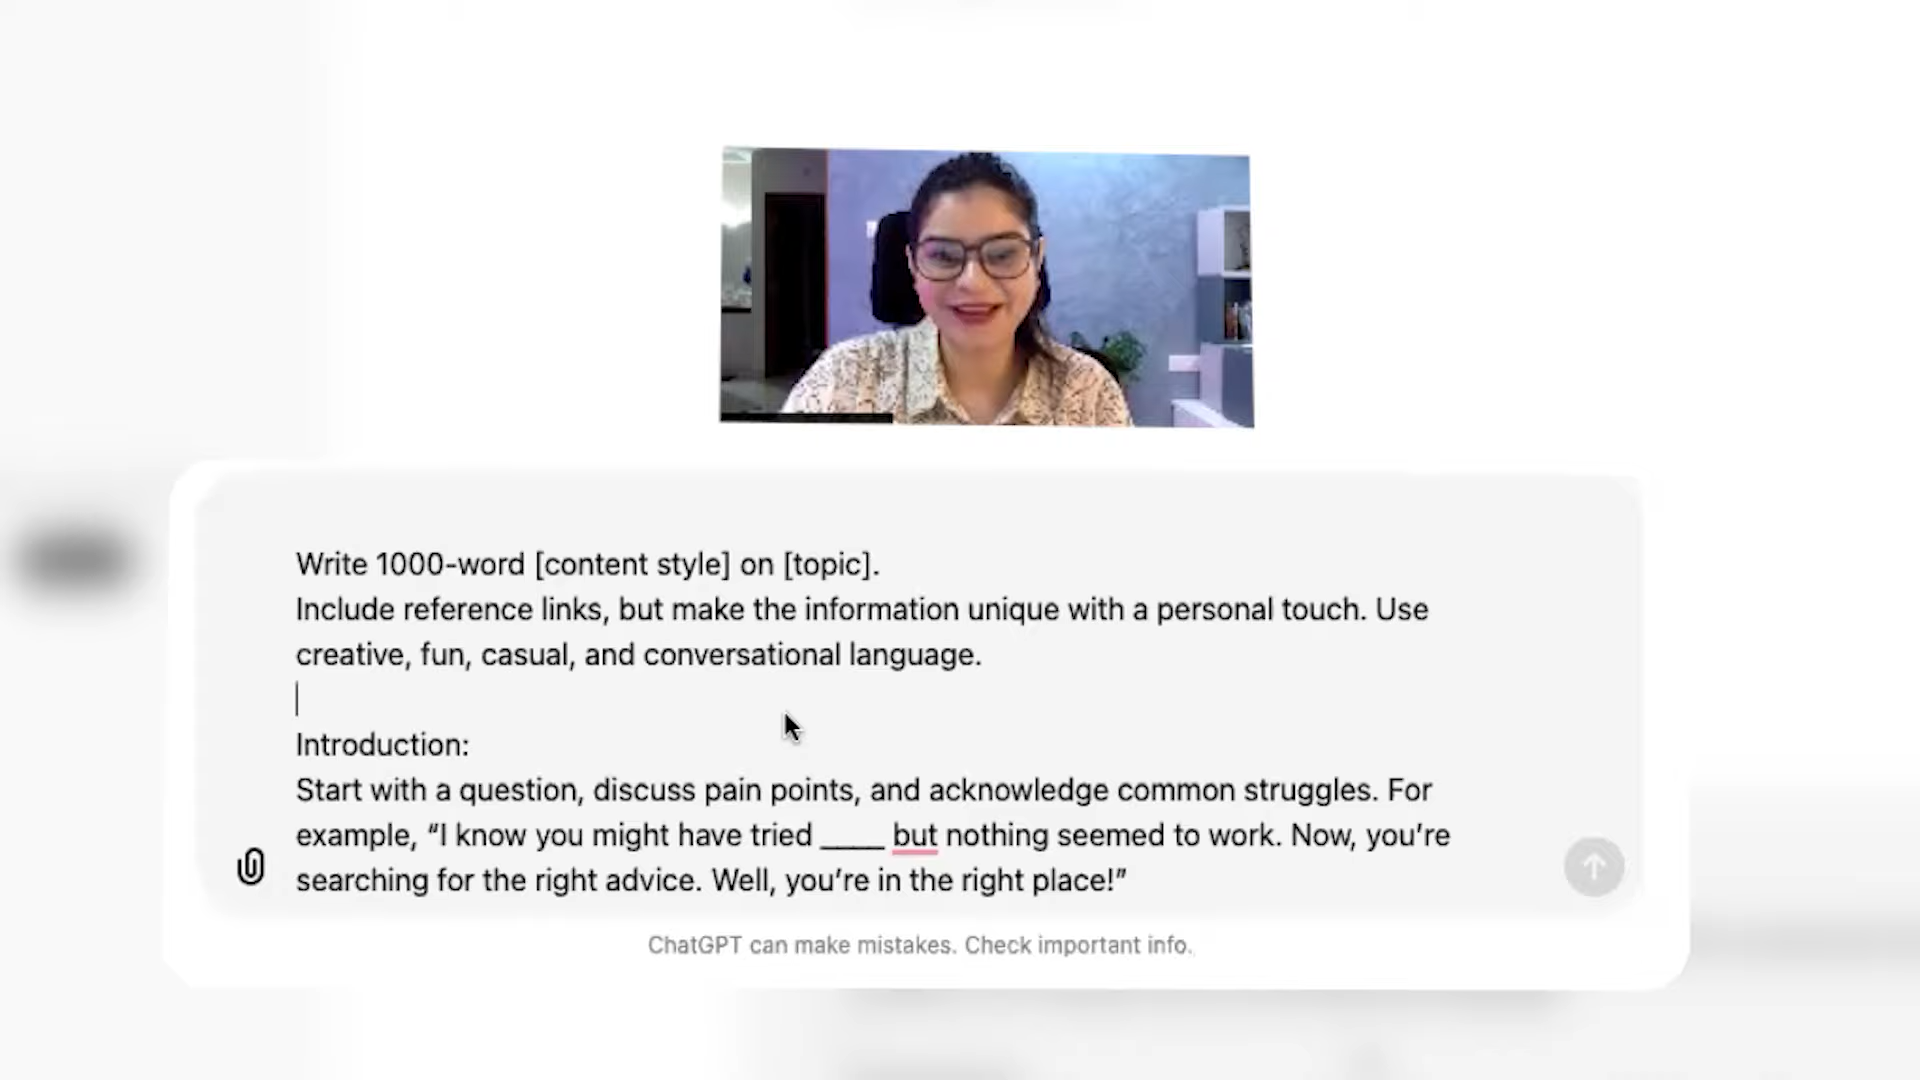 Write 1000-word [content style] on [topic].
Include reference links, but make the information unique with a personal touch. Use
creative, fun, casual, and conversational language.
Introduction:
Start with a question, discuss pain points, and acknowledge common struggles. For
example, “I know you might have tried ____ but nothing seemed to work. Now, you’re
searching for the right advice. Well, you’re in the right place!”
ChatGPT can make mistakes. Check important info.